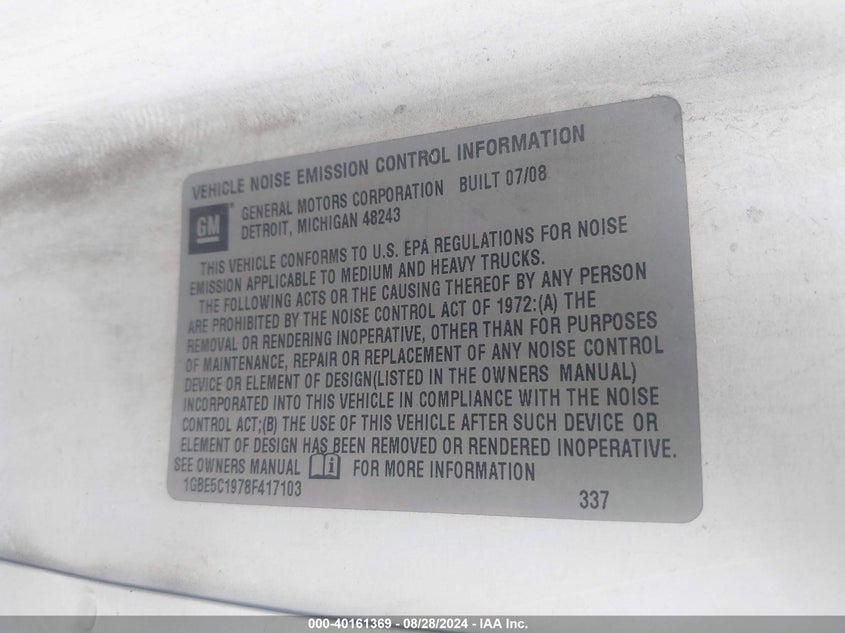 VEHICLE NOISE EMISSION CONTROL INFORMATION
GM ® GENERAL MOTORS CORPORATION BUILT 07/08
DETROIT, MICHIGAN 48243
THIS VEHICLE CONFORMS TO U.S. EPA REGULATIONS FOR NOISE
EMISSION APPLICABLE TO MEDIUM AND HEAVY TRUCKS.
THE FOLLOWING ACTS OR THE CAUSING THEREOF BY ANY PERSON
ARE PROHIBITED BY THE NOISE CONTROL ACT OF 1972:(A) THE
REMOVAL OR RENDERING INOPERATIVE, OTHER THAN FOR PURPOSES
OF MAINTENANCE, REPAIR OR REPLACEMENT OF ANY NOISE CONTROL
DEVICE OR ELEMENT OF DESIGN(LISTED IN THE OWNERS MANUAL)
INCORPORATED INTO THIS VEHICLE IN COMPLIANCE WITH THE NOISE
CONTROL ACT;(B) THE USE OF THIS VEHICLE AFTER SUCH DEVICE OR
ELEMENT OF DESIGN HAS BEEN REMOVED OR RENDERED INOPERATIVE.
SEE OWNERS MANUAL i FOR MORE INFORMATION
1GBE5C1978F417103 337
000-40161369 | 08/28/2024 - IAA Inc.